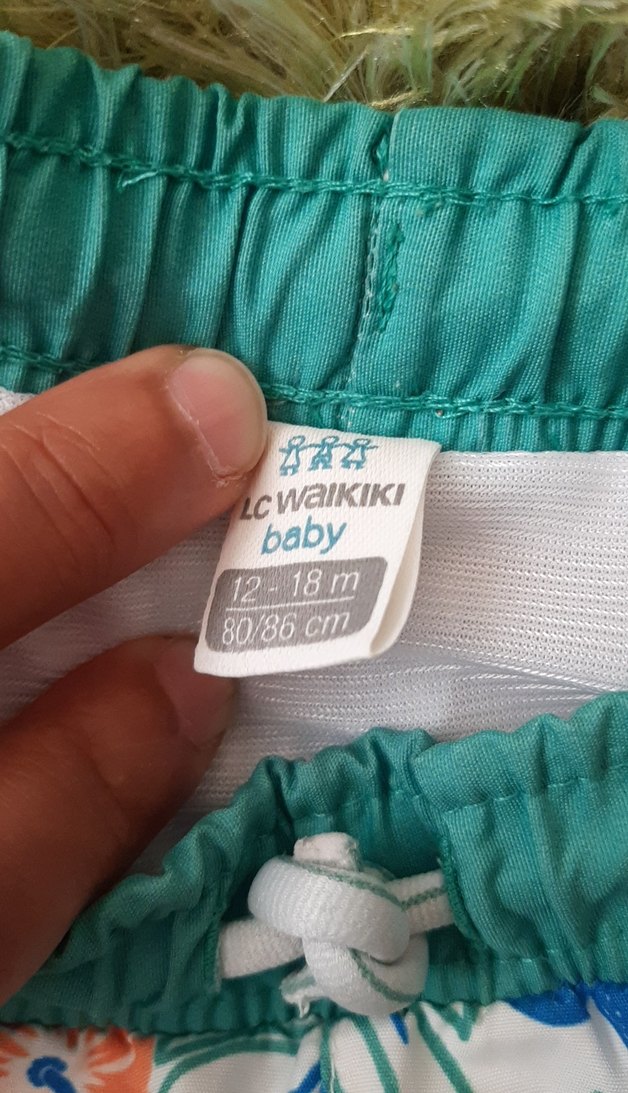 LC WAIKIKI
baby
12 - 18 m
80/86 cm